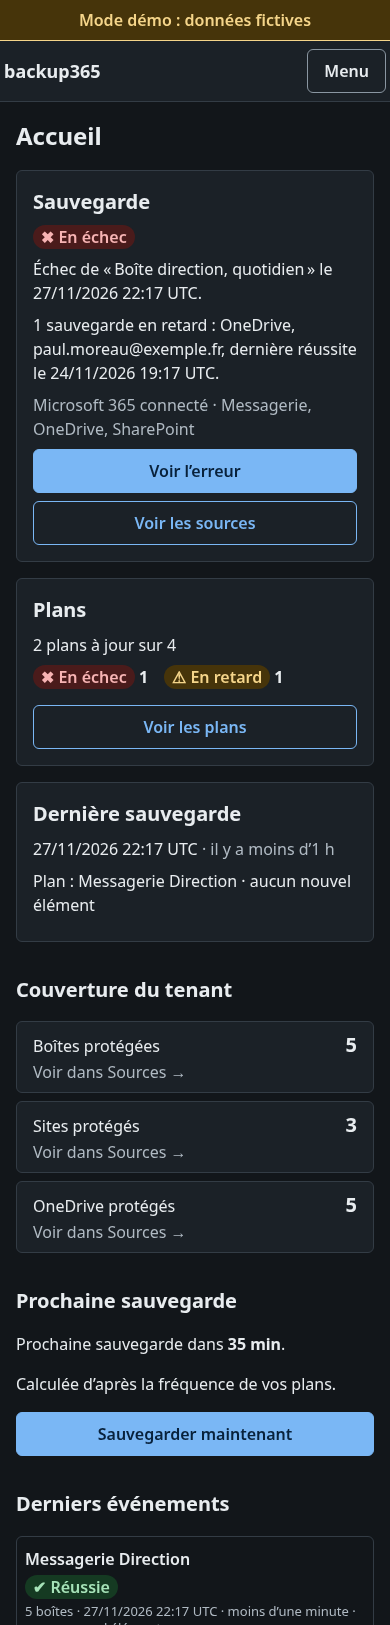 Mode démo : données fictives
backup365
Menu
Accueil
Sauvegarde
✖ En échec
Échec de « Boîte direction, quotidien » le
27/11/2026 22:17 UTC.
1 sauvegarde en retard : OneDrive,
paul.moreau@exemple.fr, dernière réussite
le 24/11/2026 19:17 UTC.
Microsoft 365 connecté · Messagerie,
OneDrive, SharePoint
Voir l’erreur
Voir les sources
Plans
2 plans à jour sur 4
✖ En échec 1 ⚠ En retard 1
Voir les plans
Dernière sauvegarde
27/11/2026 22:17 UTC · il y a moins d’1 h
Plan : Messagerie Direction · aucun nouvel
élément
Couverture du tenant
Boîtes protégées 5
Voir dans Sources →
Sites protégés 3
Voir dans Sources →
OneDrive protégés 5
Voir dans Sources →
Prochaine sauvegarde
Prochaine sauvegarde dans 35 min.
Calculée d’après la fréquence de vos plans.
Sauvegarder maintenant
Derniers événements
Messagerie Direction
✔ Réussie
5 boîtes · 27/11/2026 22:17 UTC · moins d’une minute ·